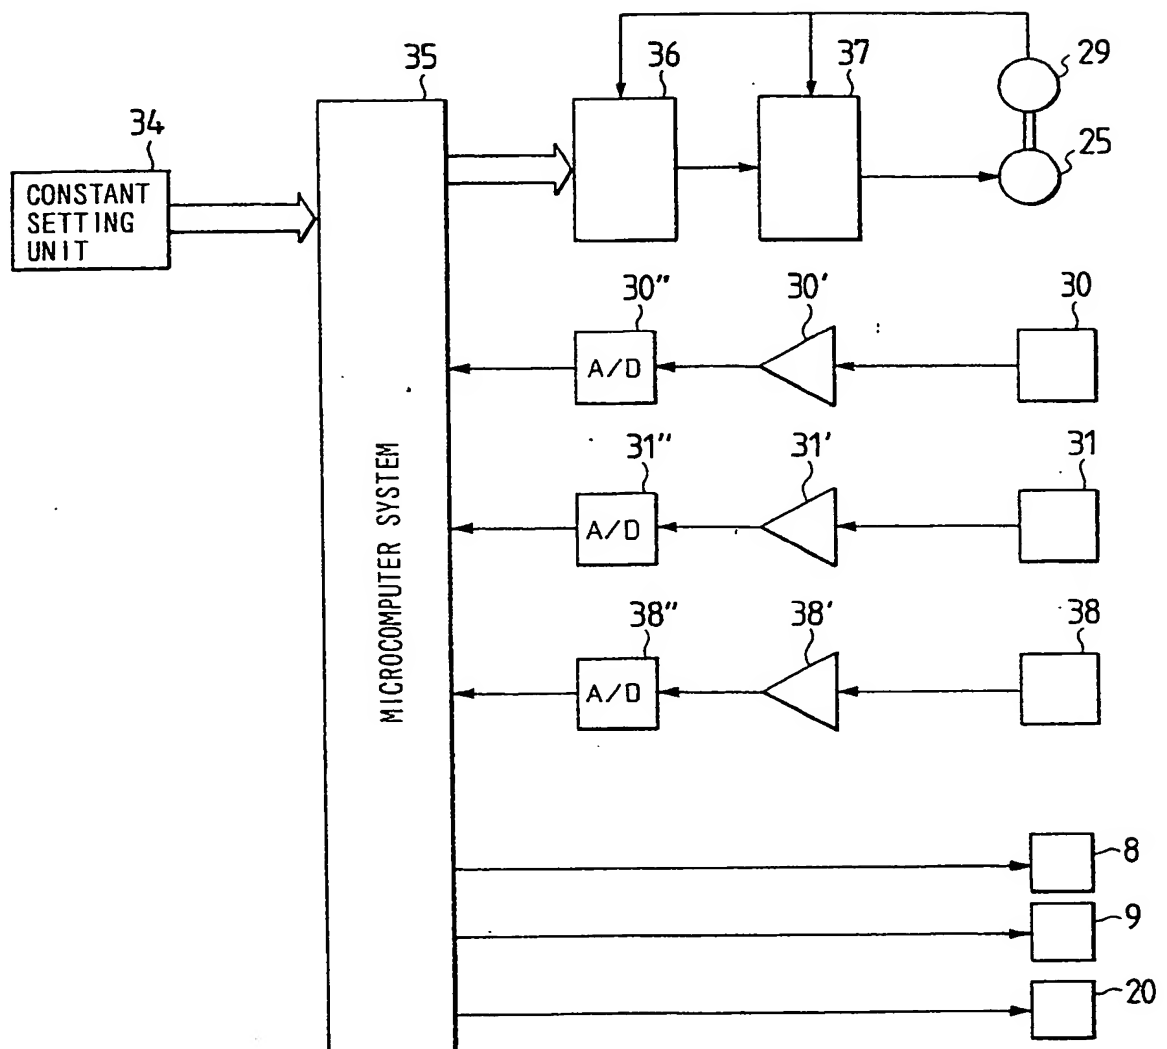 35
36
37
29
34
25
CONSTANT
SETTING
UNIT
30"
30'
30
A/D
31"
31'
31
A/D
MICROCOMPUTER SYSTEM
38"
38'
38
A/D
8
9
20